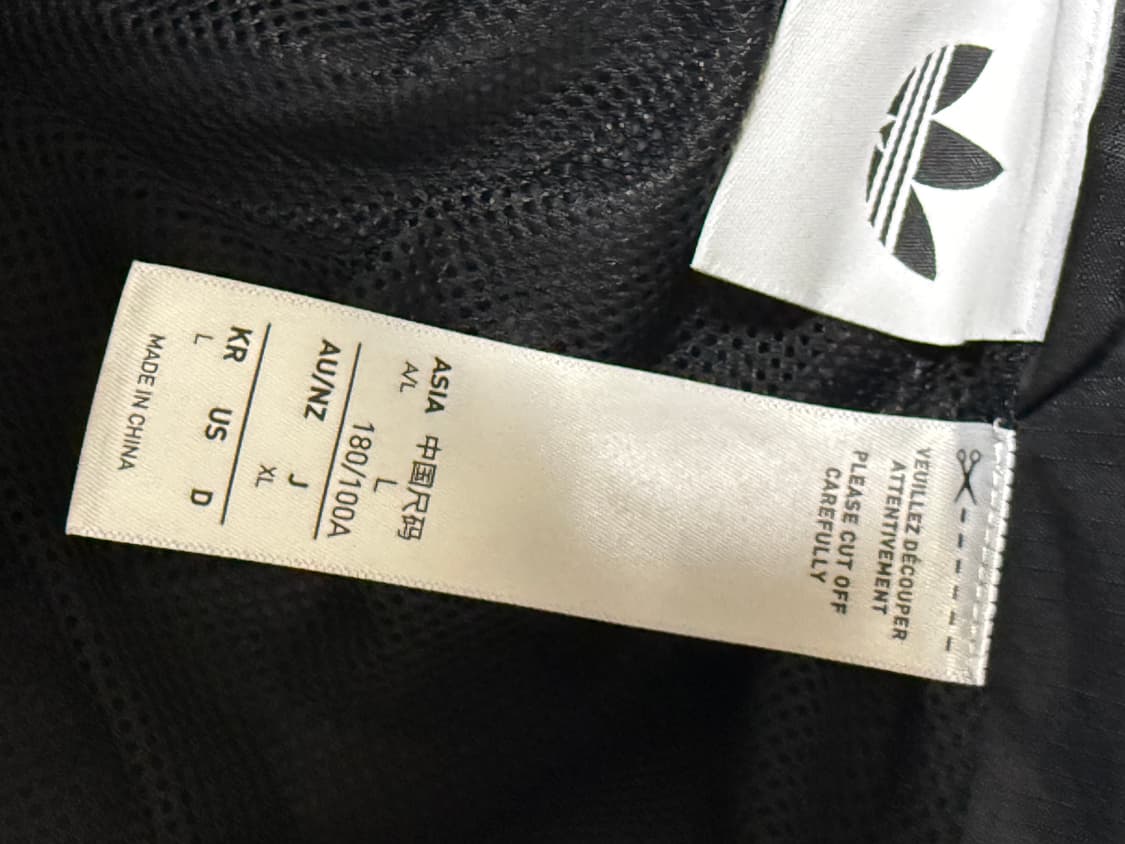 VEUILLEZ DÉCOUPER
ATTENTIVEMENT
PLEASE CUT OFF
CAREFULLY
ASIA 中国尺码
A/L L
180/100A
AU/NZ J
XL
KR US D
L
MADE IN CHINA